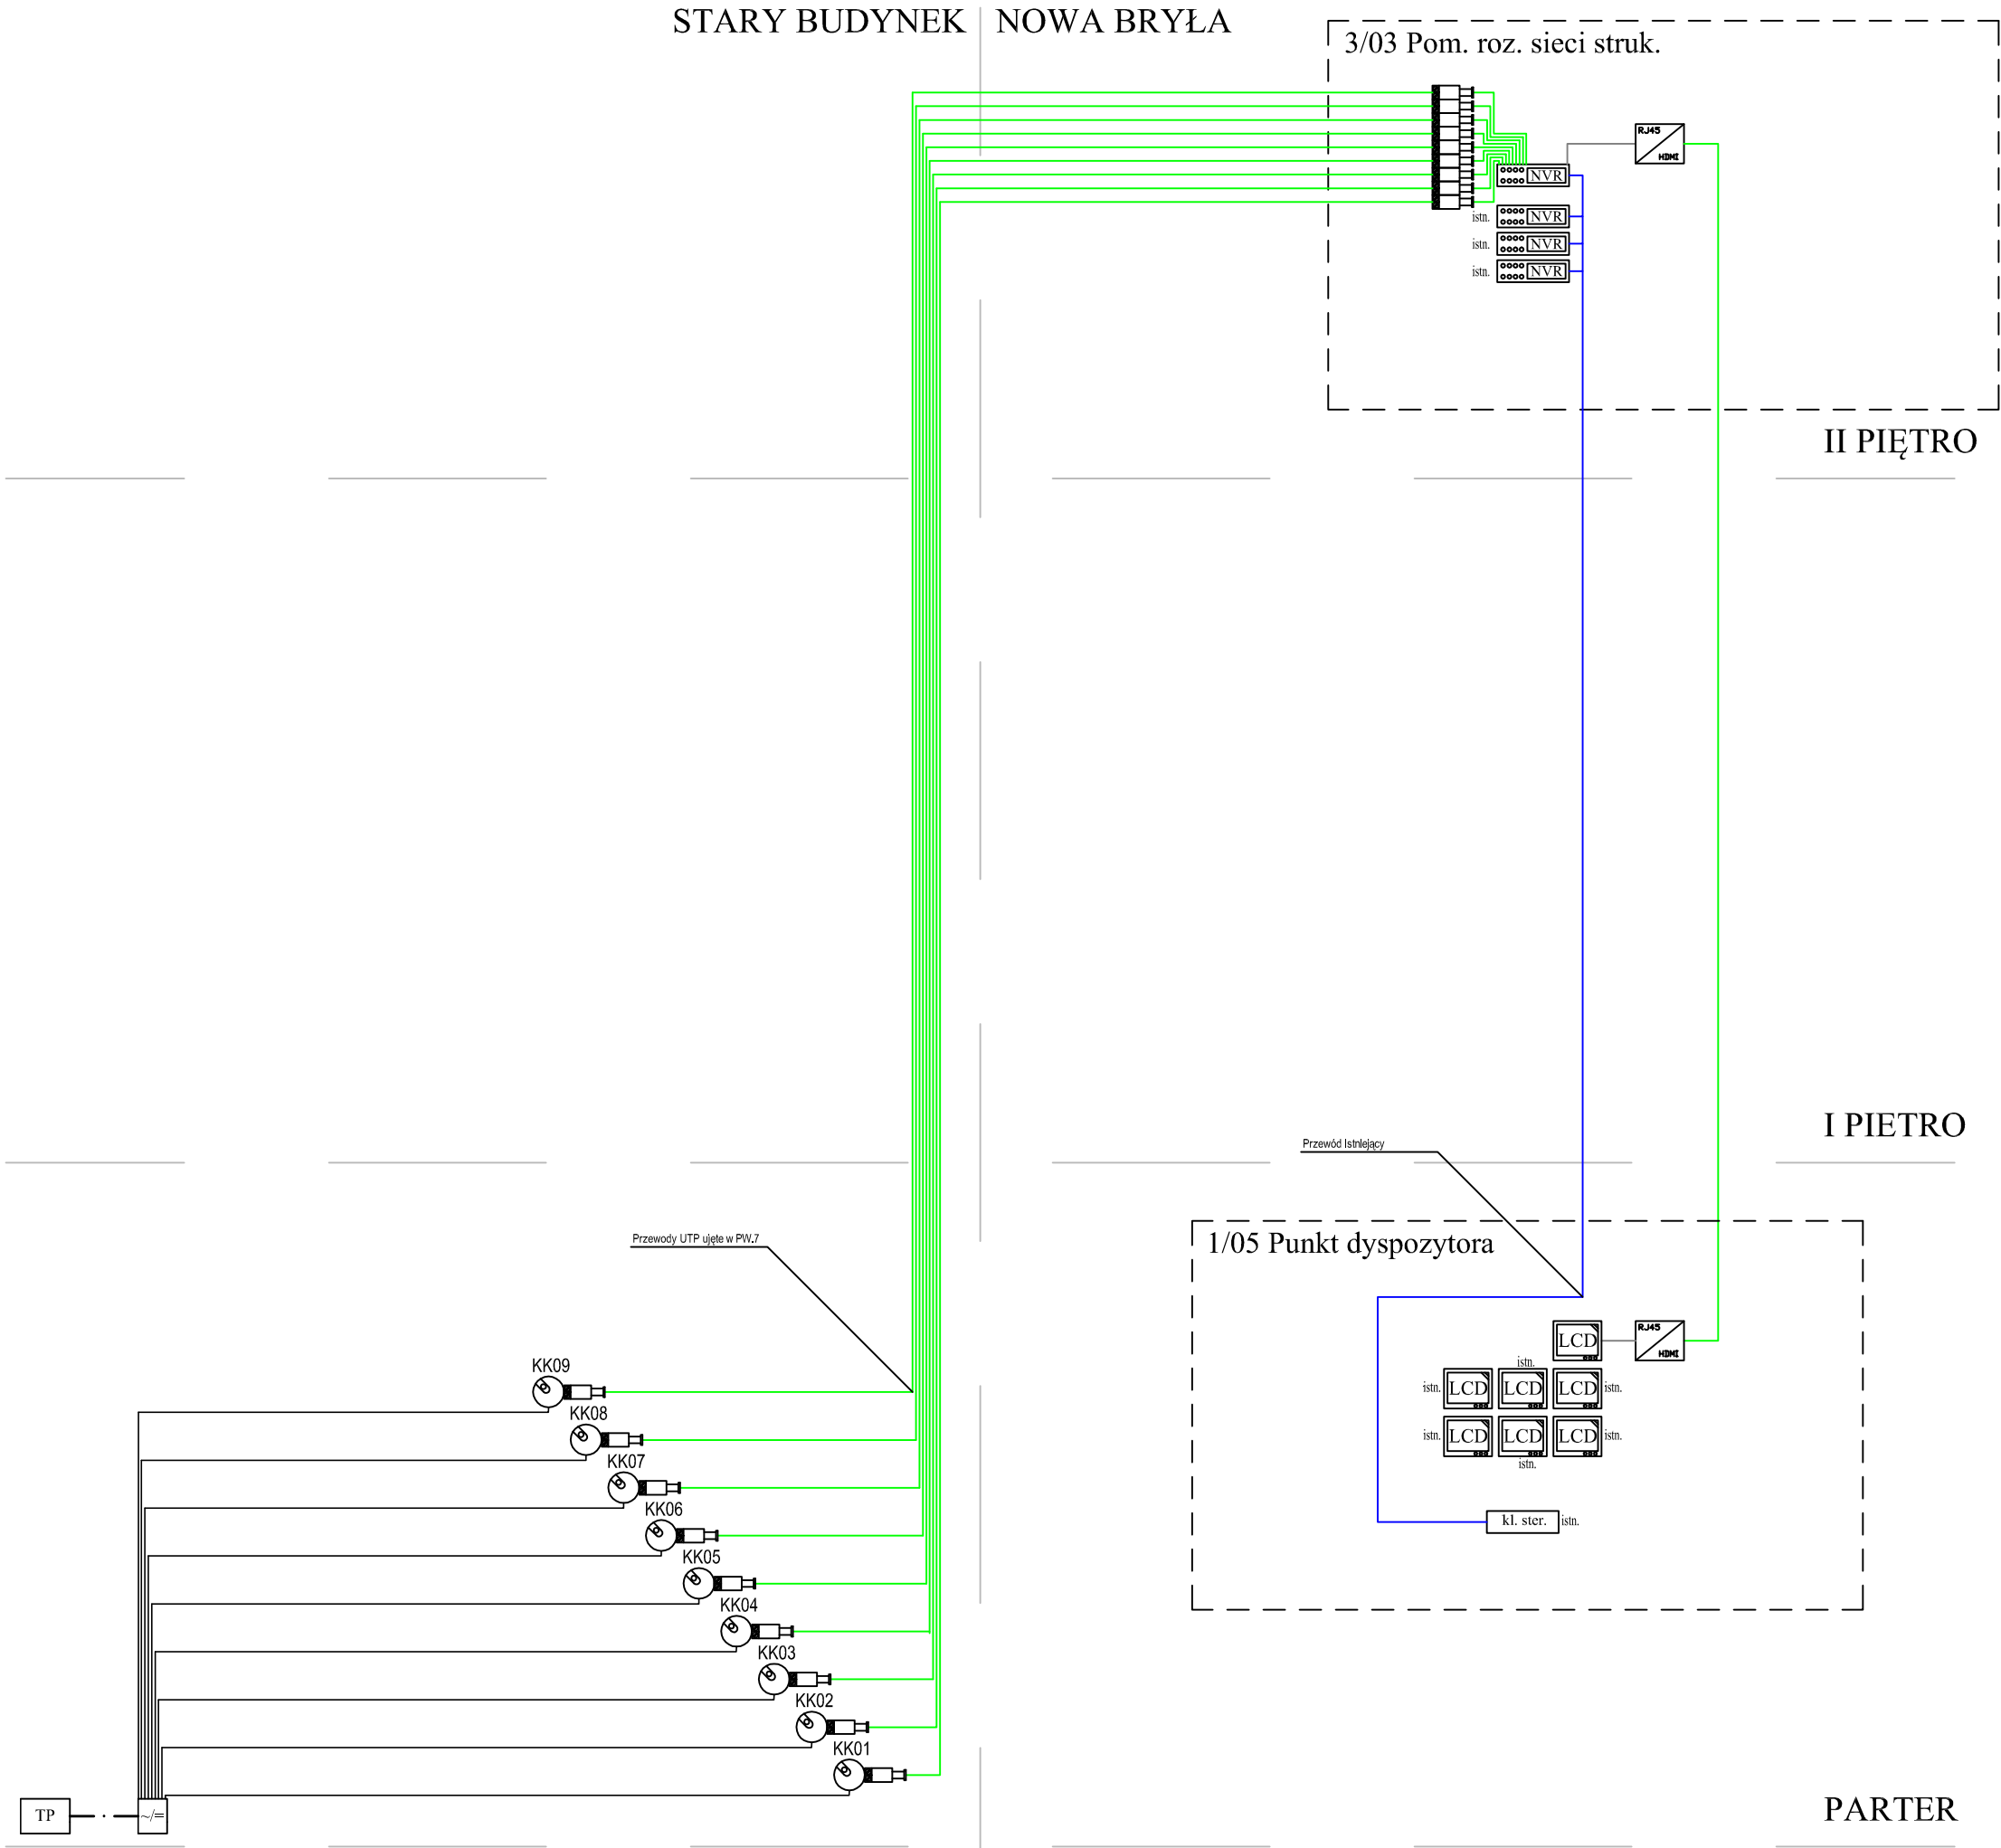 STARY BUDYNEK NOWA BRYŁA
3/03 Pom. roz. sieci struk.
RJ45
HDMI
NVR
istn. NVR
istn. NVR
istn. NVR
II PIĘTRO
I PIETRO
Przewód Istniejący
Przewody UTP ujęte w PW.7
1/05 Punkt dyspozytora
LCD
RJ45
HDMI
istn.
istn. LCD LCD LCD istn.
istn. LCD LCD LCD istn.
istn.
kl. ster. istn.
KK09
KK08
KK07
KK06
KK05
KK04
KK03
KK02
KK01
TP ~/=
PARTER